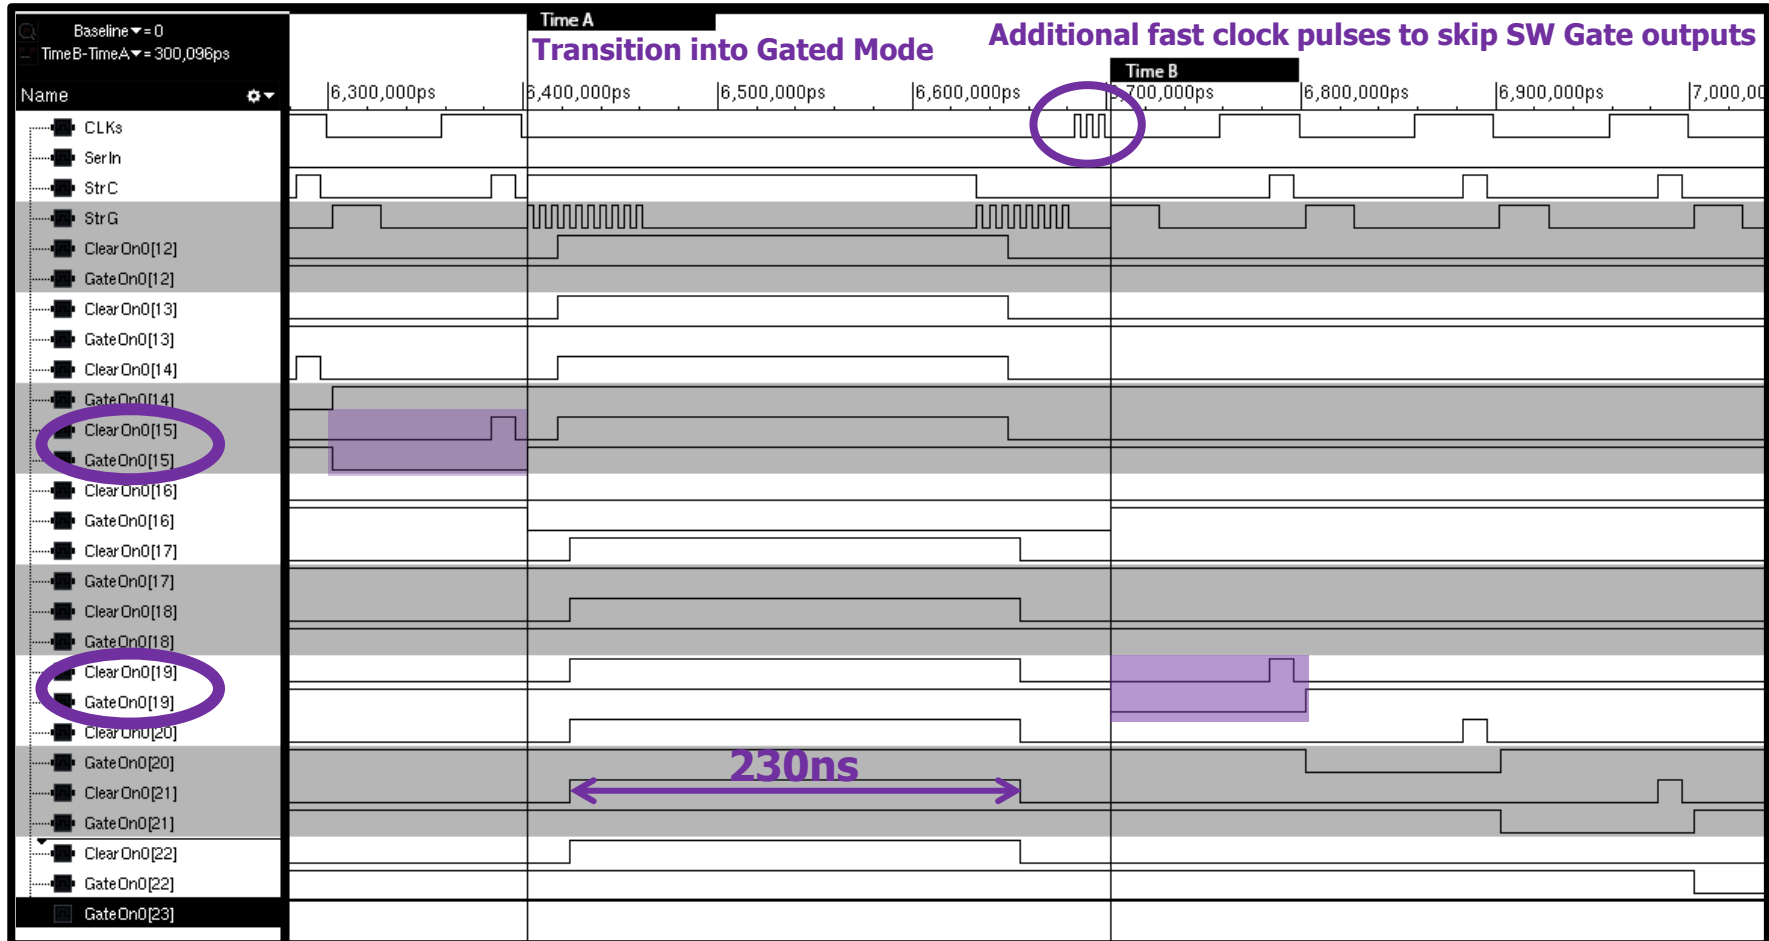 Baseline▼= 0
TimeB-TimeA▼= 300,096ps
Time A
Transition into Gated Mode
Additional fast clock pulses to skip SW Gate outputs
Time B
Name
6,300,000ps
6,400,000ps
6,500,000ps
6,600,000ps
6,700,000ps
6,800,000ps
6,900,000ps
7,000,00
CLKs
SerIn
StrC
StrG
ClearOn0[12]
GateOn0[12]
ClearOn0[13]
GateOn0[13]
ClearOn0[14]
GateOn0[14]
ClearOn0[15]
GateOn0[15]
ClearOn0[16]
GateOn0[16]
ClearOn0[17]
GateOn0[17]
ClearOn0[18]
GateOn0[18]
ClearOn0[19]
GateOn0[19]
ClearOn0[20]
GateOn0[20]
230ns
ClearOn0[21]
GateOn0[21]
ClearOn0[22]
GateOn0[22]
GateOn0[23]